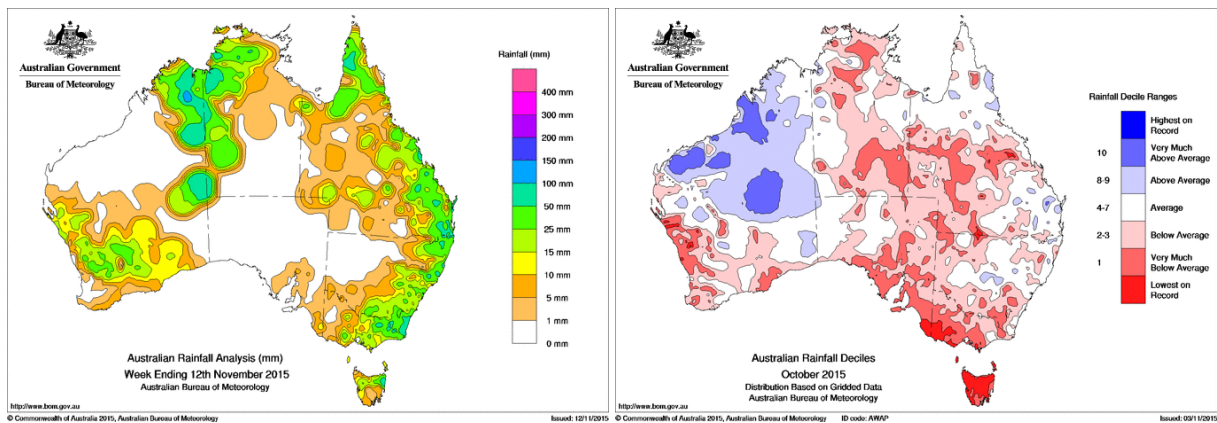 Australian Government
Bureau of Meteorology
Rainfall (mm)
400 mm
300 mm
200 mm
150 mm
100 mm
50 mm
25 mm
15 mm
10 mm
5 mm
1 mm
0 mm
Australian Rainfall Analysis (mm)
Week Ending 12th November 2015
Australian Bureau of Meteorology
http://www.bom.gov.au
© Commonwealth of Australia 2015, Australian Bureau of Meteorology
Issued: 12/11/2015
Australian Government
Bureau of Meteorology
Rainfall Decile Ranges
Highest on
Record
10 Very Much
Above Average
8-9 Above Average
4-7 Average
2-3 Below Average
1 Very Much
Below Average
Lowest on
Record
Australian Rainfall Deciles
October 2015
Distribution Based on Gridded Data
Australian Bureau of Meteorology
http://www.bom.gov.au
© Commonwealth of Australia 2015, Australian Bureau of Meteorology
ID code: AWAP
Issued: 03/11/2015